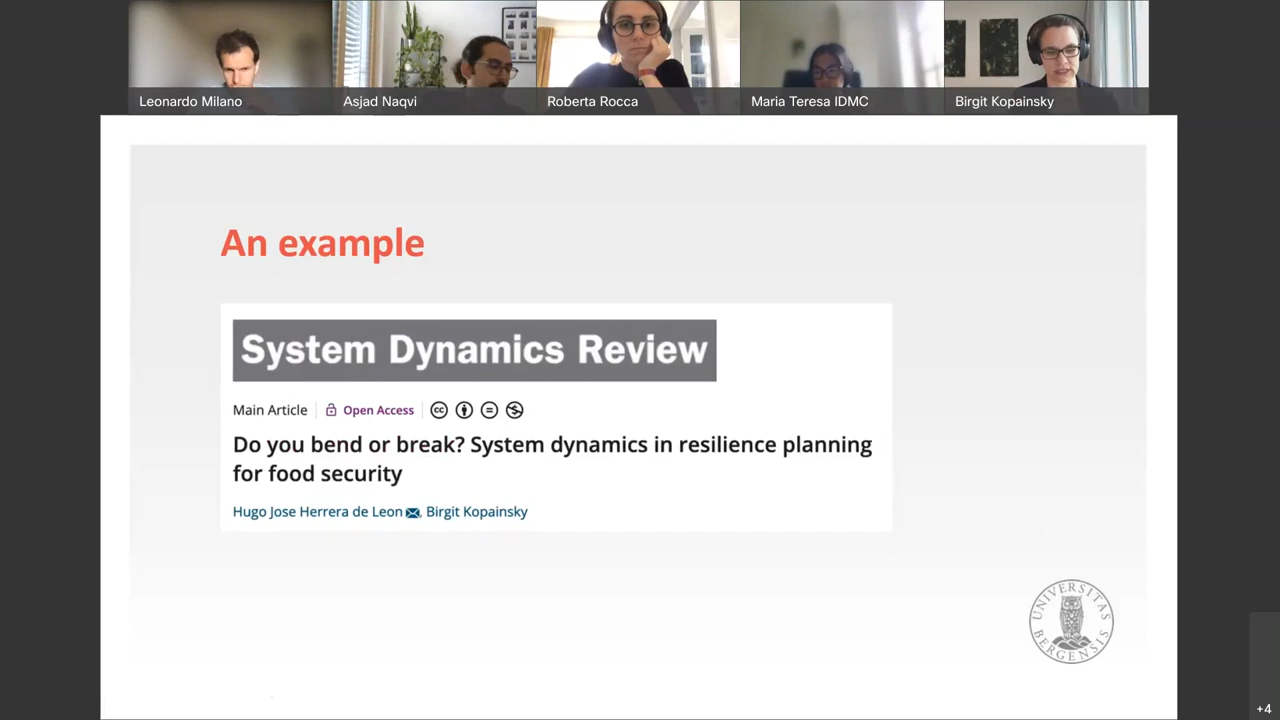 Leonardo Milano
Asjad Naqvi
Roberta Rocca
Maria Teresa IDMC
Birgit Kopainsky
An example
System Dynamics Review
Main Article
Open Access
Do you bend or break? System dynamics in resilience planning
for food security
Hugo Jose Herrera de Leon, Birgit Kopainsky
UNIVERSITAS
BERGENSIS
+4